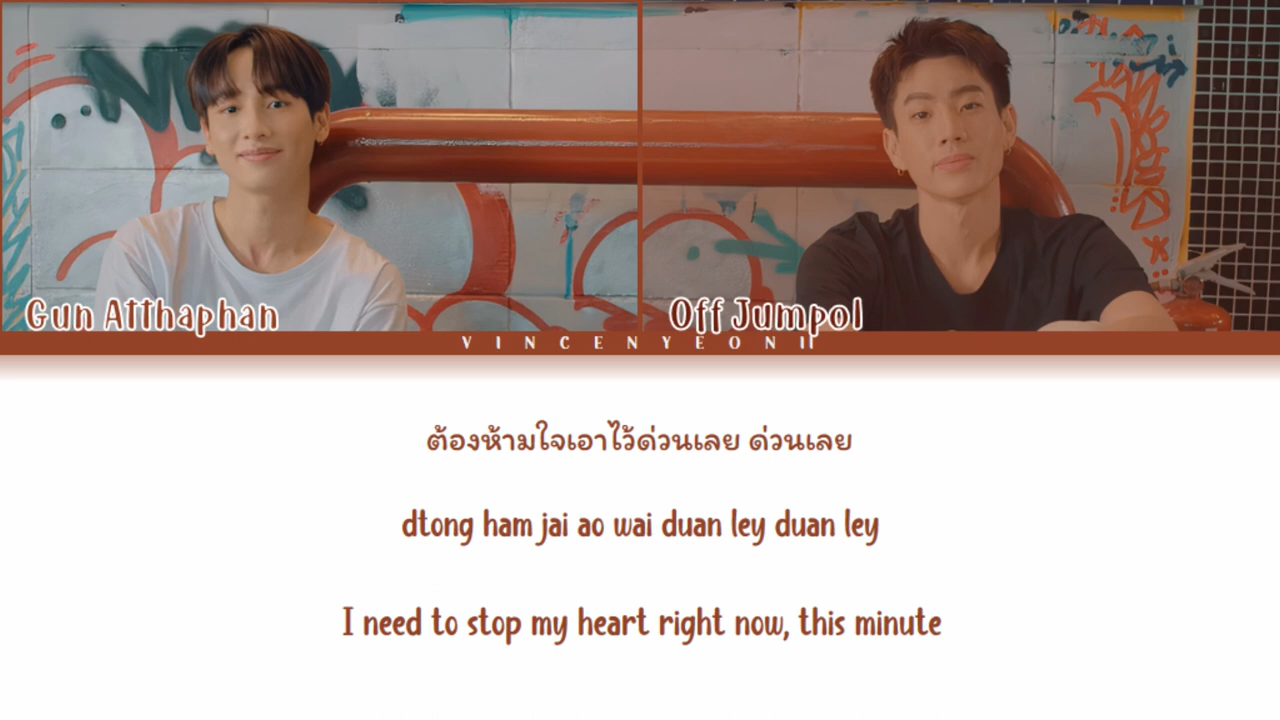 Gun Atthaphan
Off Jumpol
VINCENYEONII
ต้องห้ามใจเอาไว้ด่วนเลย ด่วนเลย
dtong ham jai ao wai duan ley duan ley
I need to stop my heart right now, this minute